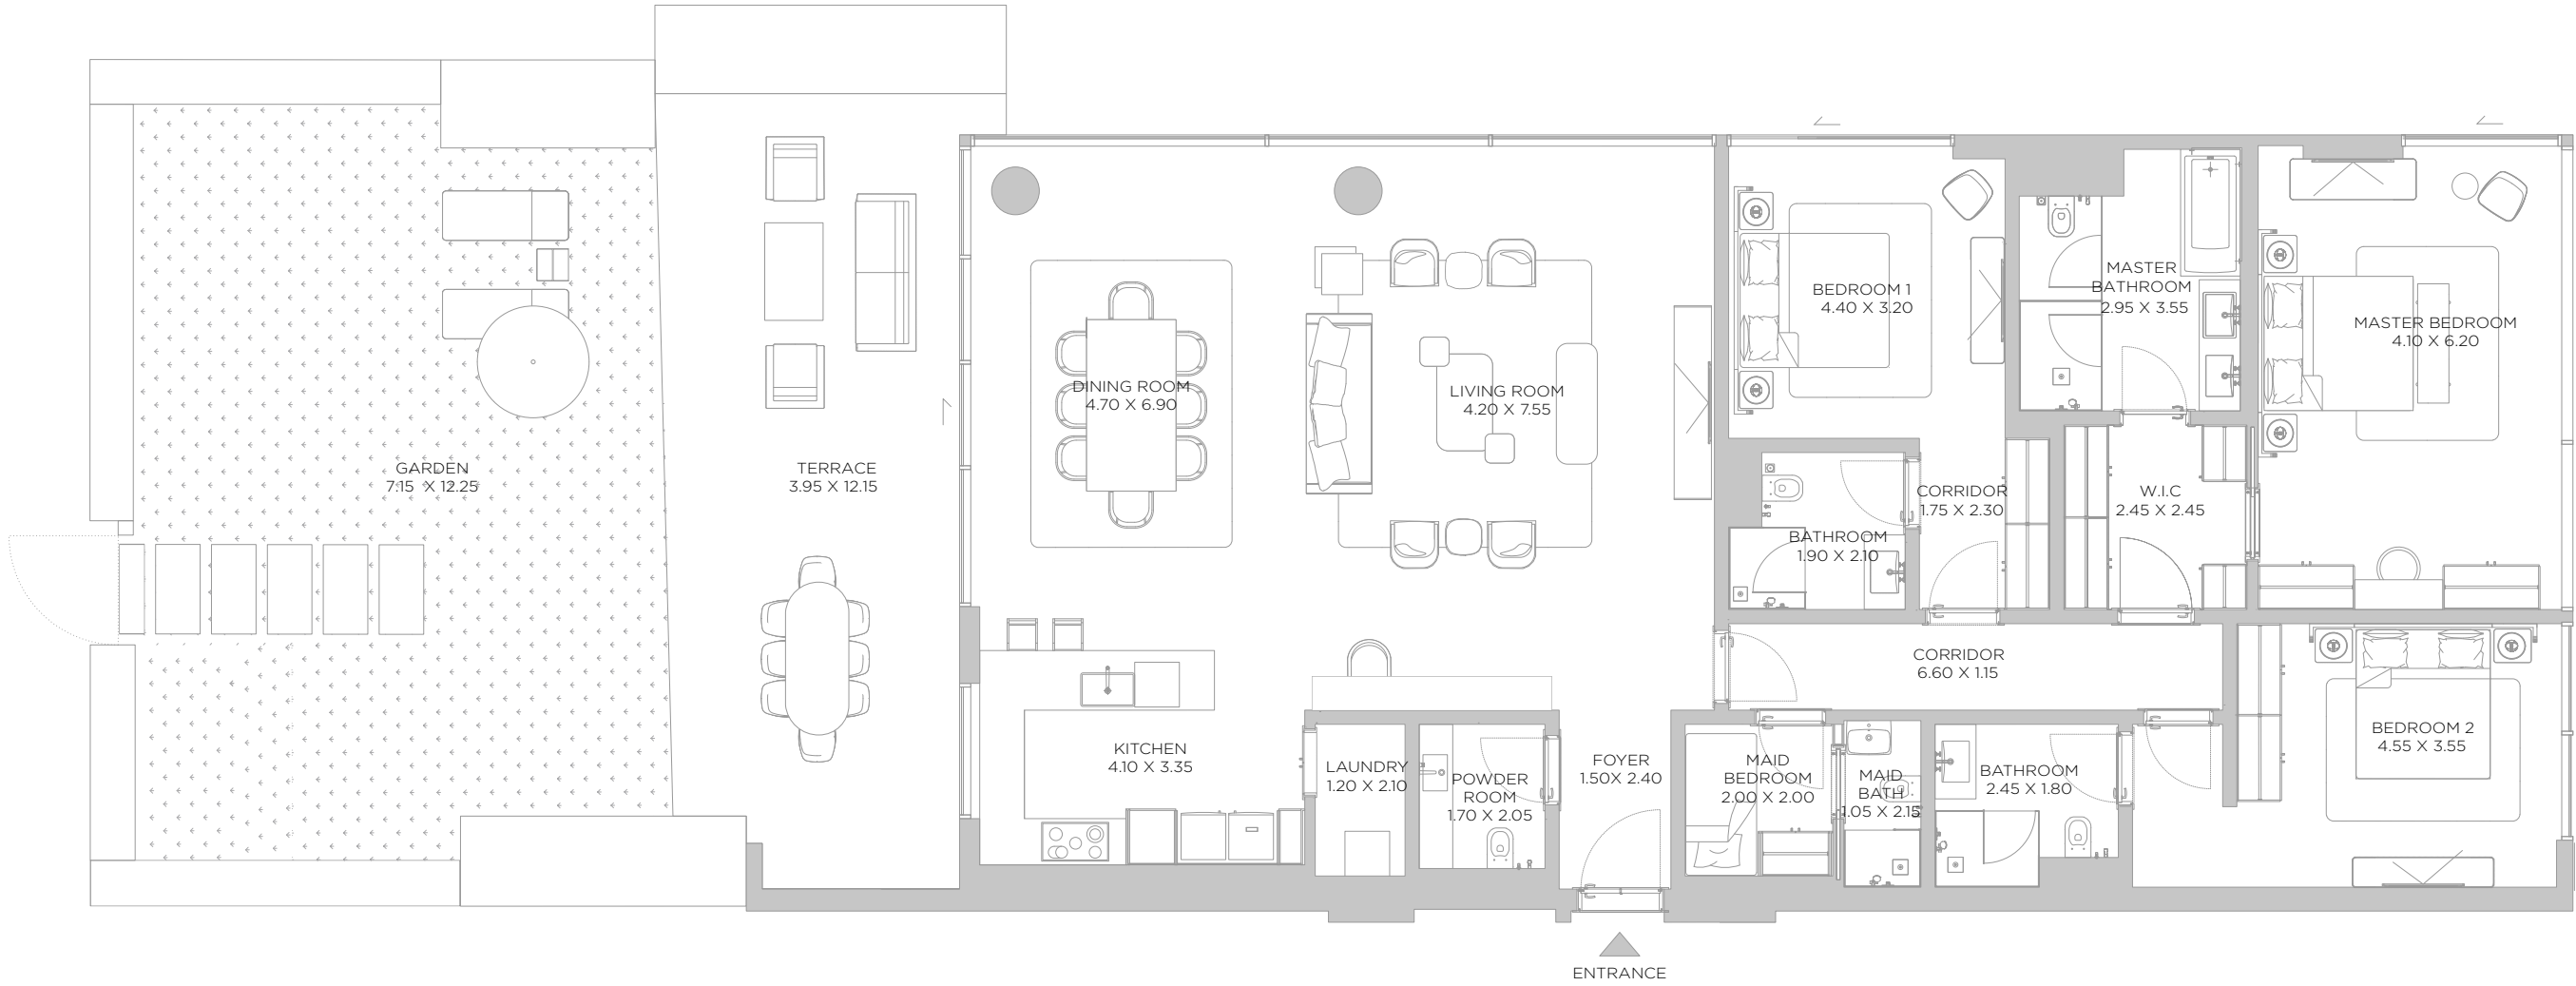 GARDEN
7.15 X 12.25
TERRACE
3.95 X 12.15
DINING ROOM
4.70 X 6.90
LIVING ROOM
4.20 X 7.55
BEDROOM 1
4.40 X 3.20
MASTER
BATHROOM
2.95 X 3.55
MASTER BEDROOM
4.10 X 6.20
BATHROOM
1.90 X 2.10
CORRIDOR
1.75 X 2.30
W.I.C
2.45 X 2.45
CORRIDOR
6.60 X 1.15
KITCHEN
4.10 X 3.35
LAUNDRY
1.20 X 2.10
POWDER
ROOM
1.70 X 2.05
FOYER
1.50X 2.40
MAID
BEDROOM
2.00 X 2.00
MAID
BATH
1.05 X 2.15
BATHROOM
2.45 X 1.80
BEDROOM 2
4.55 X 3.55
ENTRANCE